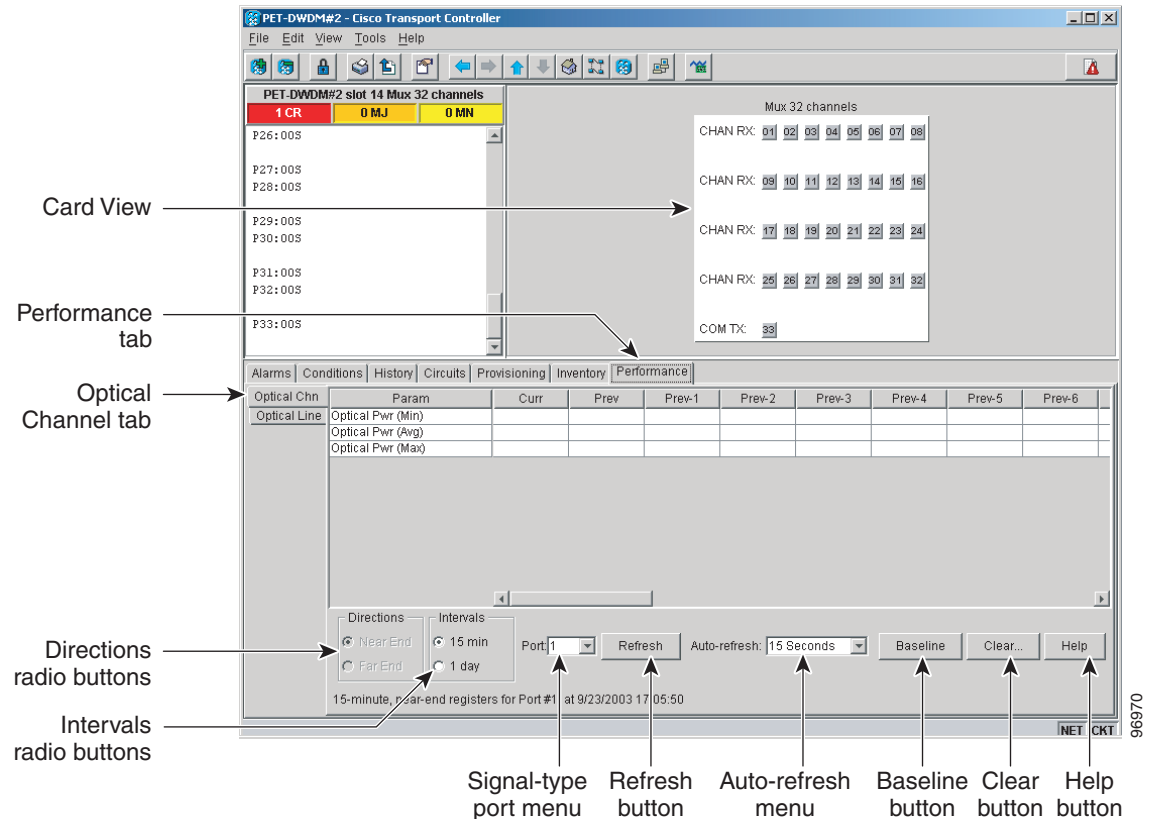 PET-DWDM#2 - Cisco Transport Controller
File Edit View Tools Help
PET-DWDM#2 slot 14 Mux 32 channels
1 CR 0 MJ 0 MN
P26:00S
P27:00S
P28:00S
P29:00S
P30:00S
P31:00S
P32:00S
P33:00S
Mux 32 channels
CHAN RX: 01 02 03 04 05 06 07 08
CHAN RX: 09 10 11 12 13 14 15 16
CHAN RX: 17 18 19 20 21 22 23 24
CHAN RX: 25 26 27 28 29 30 31 32
COM TX: 33
Card View
Performance
tab
Optical
Channel tab
Alarms Conditions History Circuits Provisioning Inventory Performance
Optical Chn
Optical Line
Param Curr Prev Prev-1 Prev-2 Prev-3 Prev-4 Prev-5 Prev-6
Optical Pwr (Min)
Optical Pwr (Avg)
Optical Pwr (Max)
Directions Intervals
Near End 15 min
Far End 1 day
Port: 1 Refresh Auto-refresh: 15 Seconds Baseline Clear... Help
15-minute, near-end registers for Port #1 at 9/23/2003 17:05:50
NET CKT
Directions
radio buttons
Intervals
radio buttons
Signal-type
port menu
Refresh
button
Auto-refresh
menu
Baseline
button
Clear
button
Help
button
96970